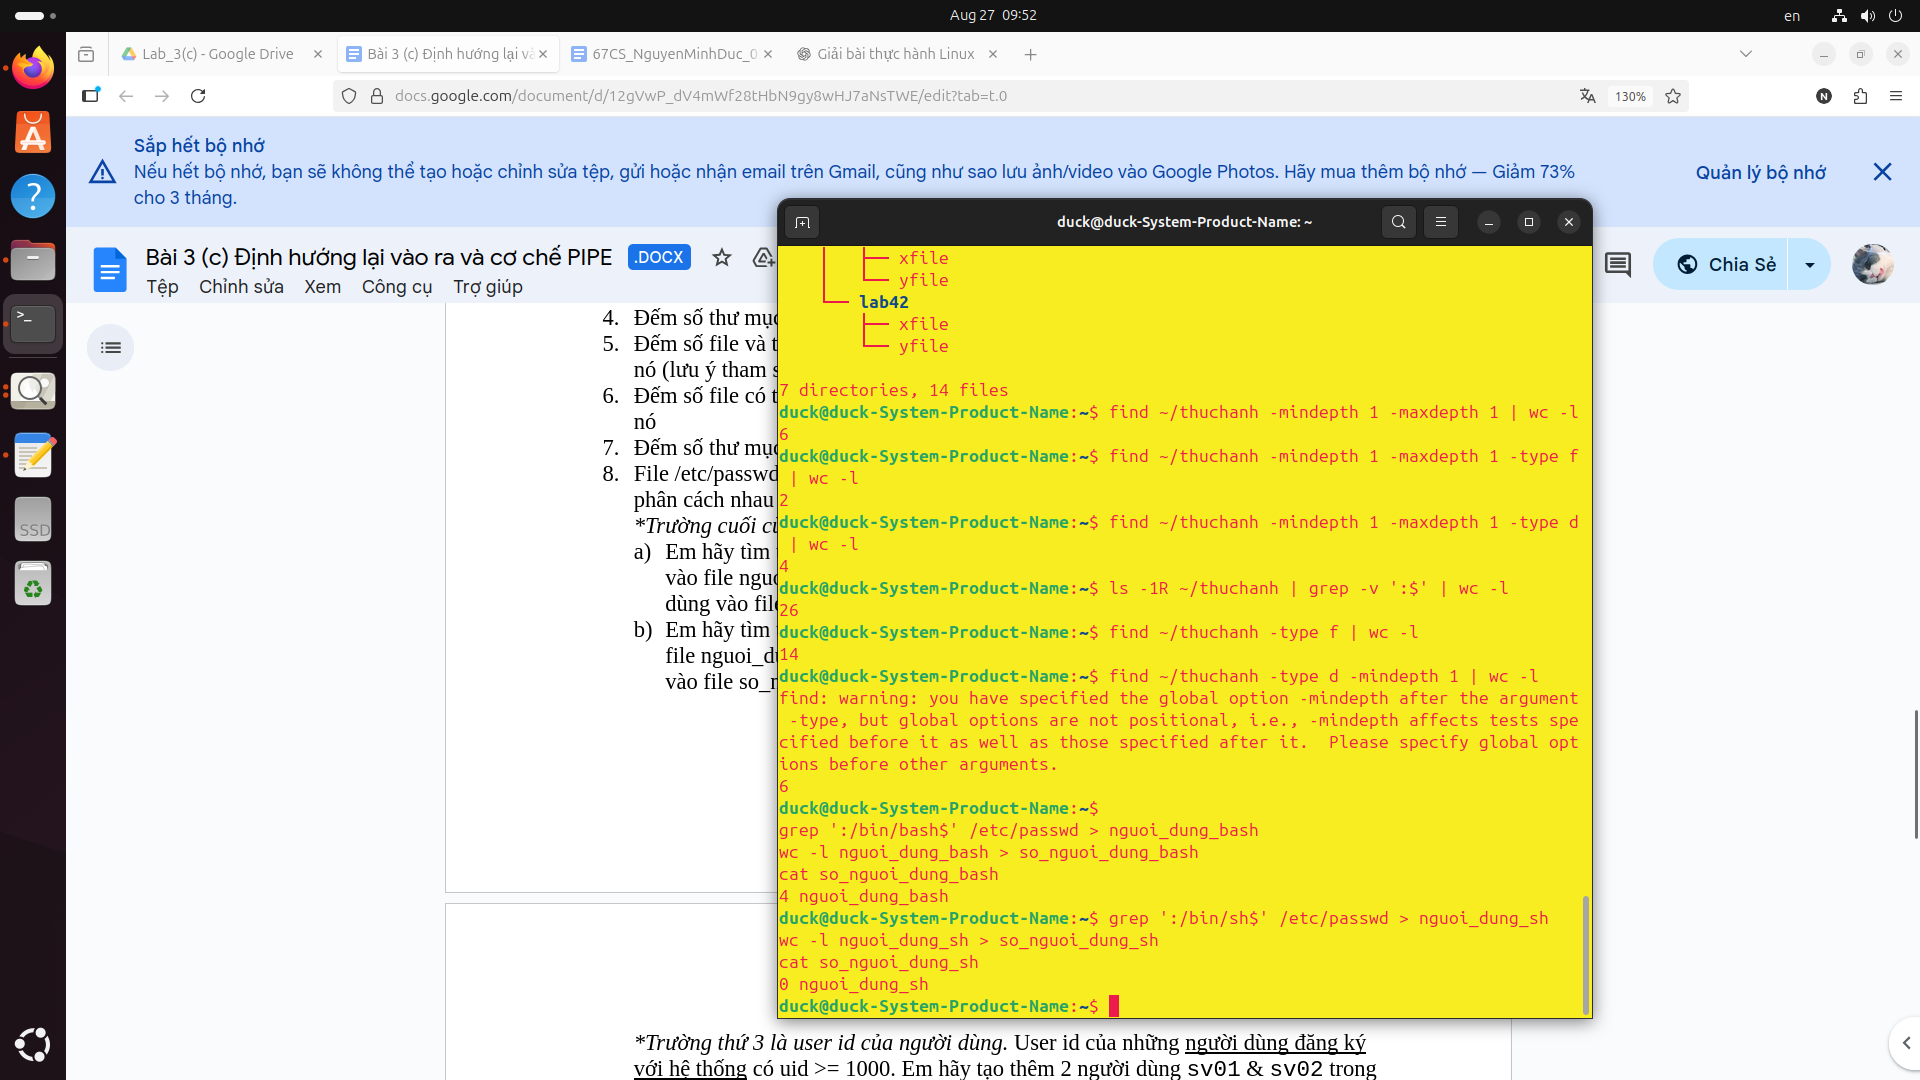 Aug 27 09:52
en
Lab_3(c) - Google Drive
Bài 3 (c) Định hướng lại và
67CS_NguyenMinhDuc_0
Giải bài thực hành Linux
docs.google.com/document/d/12gVwP_dV4mWf28tHbN9gy8wHJ7aNsTWE/edit?tab=t.0
130%
N
Sắp hết bộ nhớ
Nếu hết bộ nhớ, bạn sẽ không thể tạo hoặc chỉnh sửa tệp, gửi hoặc nhận email trên Gmail, cũng như sao lưu ảnh/video vào Google Photos. Hãy mua thêm bộ nhớ — Giảm 73%
cho 3 tháng.
Quản lý bộ nhớ
Bài 3 (c) Định hướng lại vào ra và cơ chế PIPE
.DOCX
Tệp Chỉnh sửa Xem Công cụ Trợ giúp
Chia Sẻ
SSD
4. Đếm số thư mục
5. Đếm số file và t
nó (lưu ý tham s
6. Đếm số file có t
nó
7. Đếm số thư mục
8. File /etc/passwd
phân cách nhau
*Trường cuối cù
a) Em hãy tìm
vào file nguo
dùng vào file
b) Em hãy tìm
file nguoi_dù
vào file so_n
duck@duck-System-Product-Name: ~
├── xfile
└── yfile
└── lab42
├── xfile
└── yfile
7 directories, 14 files
duck@duck-System-Product-Name:~$ find ~/thuchanh -mindepth 1 -maxdepth 1 | wc -l
6
duck@duck-System-Product-Name:~$ find ~/thuchanh -mindepth 1 -maxdepth 1 -type f
| wc -l
2
duck@duck-System-Product-Name:~$ find ~/thuchanh -mindepth 1 -maxdepth 1 -type d
| wc -l
4
duck@duck-System-Product-Name:~$ ls -1R ~/thuchanh | grep -v ':$' | wc -l
26
duck@duck-System-Product-Name:~$ find ~/thuchanh -type f | wc -l
14
duck@duck-System-Product-Name:~$ find ~/thuchanh -type d -mindepth 1 | wc -l
find: warning: you have specified the global option -mindepth after the argument
-type, but global options are not positional, i.e., -mindepth affects tests spe
cified before it as well as those specified after it.  Please specify global opt
ions before other arguments.
6
duck@duck-System-Product-Name:~$
grep ':/bin/bash$' /etc/passwd > nguoi_dung_bash
wc -l nguoi_dung_bash > so_nguoi_dung_bash
cat so_nguoi_dung_bash
4 nguoi_dung_bash
duck@duck-System-Product-Name:~$ grep ':/bin/sh$' /etc/passwd > nguoi_dung_sh
wc -l nguoi_dung_sh > so_nguoi_dung_sh
cat so_nguoi_dung_sh
0 nguoi_dung_sh
duck@duck-System-Product-Name:~$
*Trường thứ 3 là user id của người dùng. User id của những người dùng đăng ký
với hệ thống có uid >= 1000. Em hãy tạo thêm 2 người dùng sv01 & sv02 trong